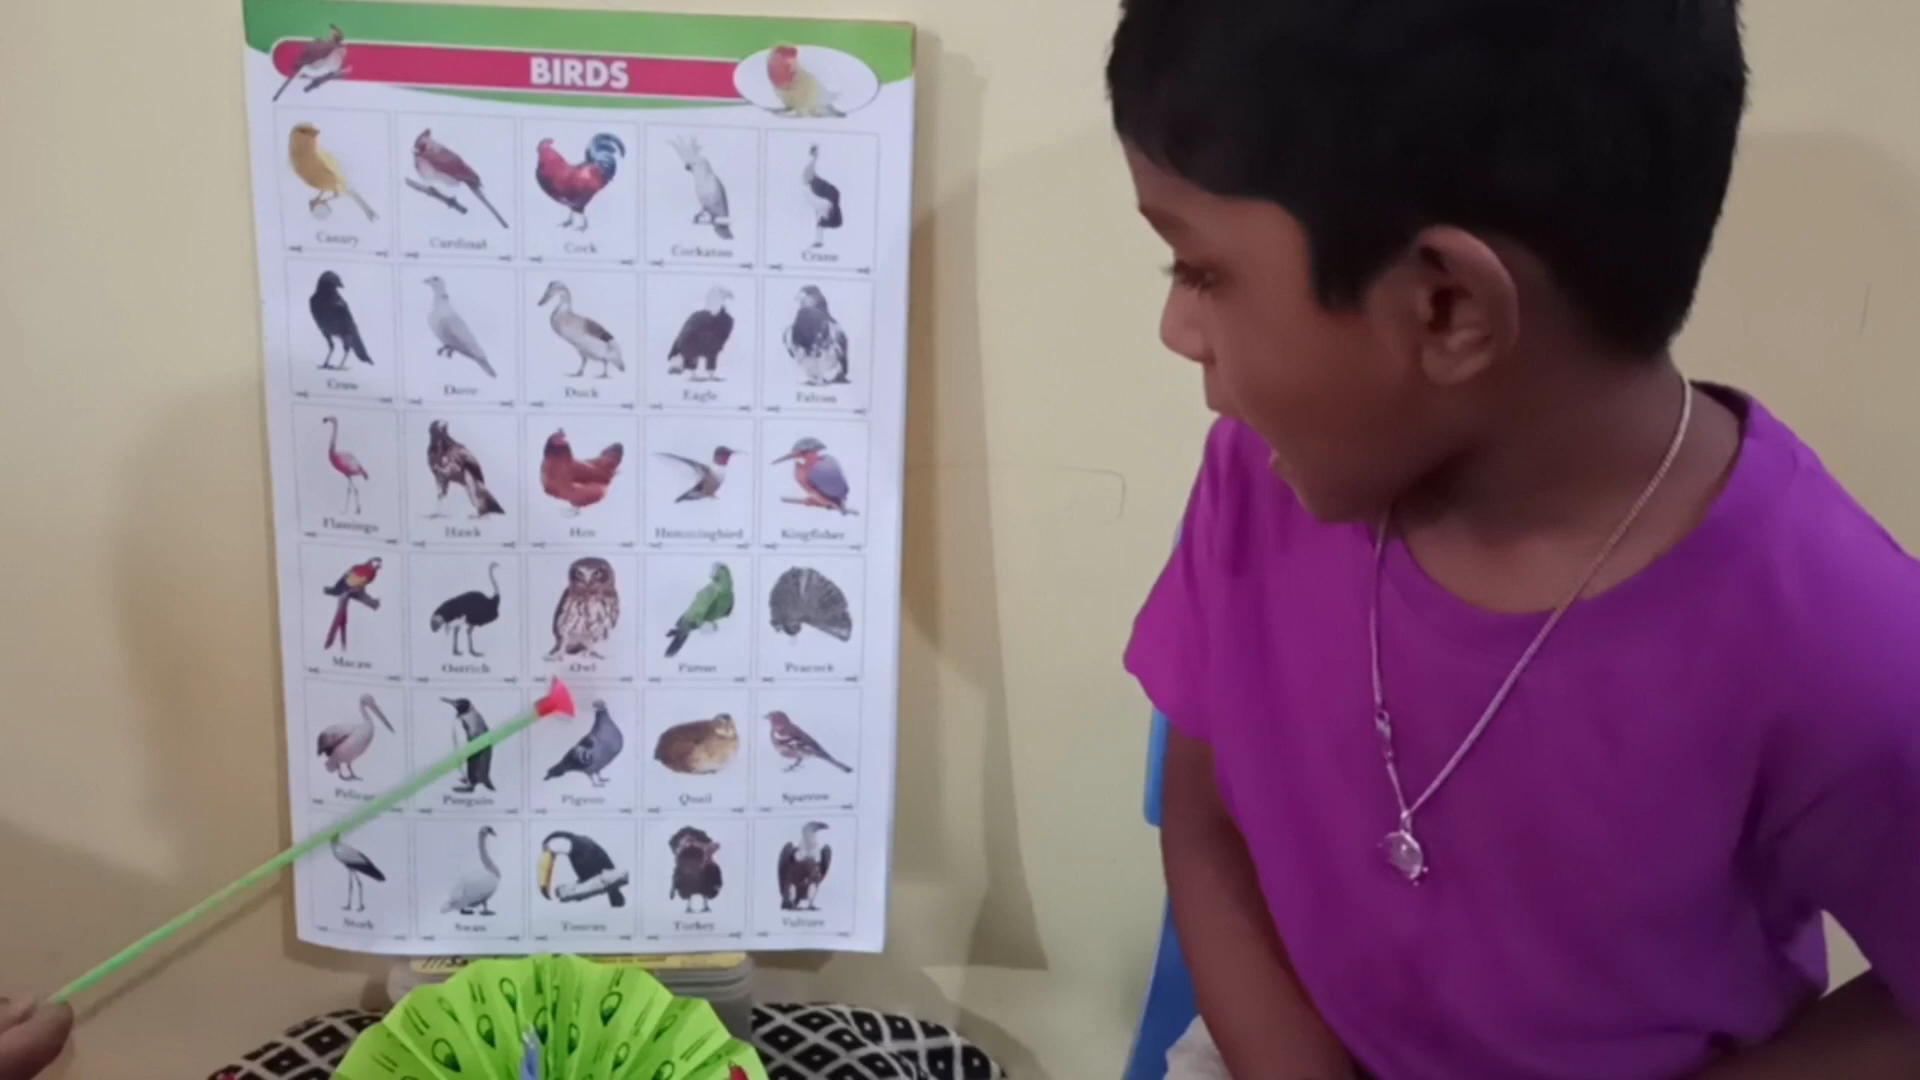 BIRDS
Canary Cardinal Cock Cockatoo Crane
Crow Dove Duck Eagle Falcon
Flamingo Hawk Hen Hummingbird Kingfisher
Macaw Ostrich Owl Parrot Peacock
Pelican Penguin Pigeon Quail Sparrow
Stork Swan Toucan Turkey Vulture